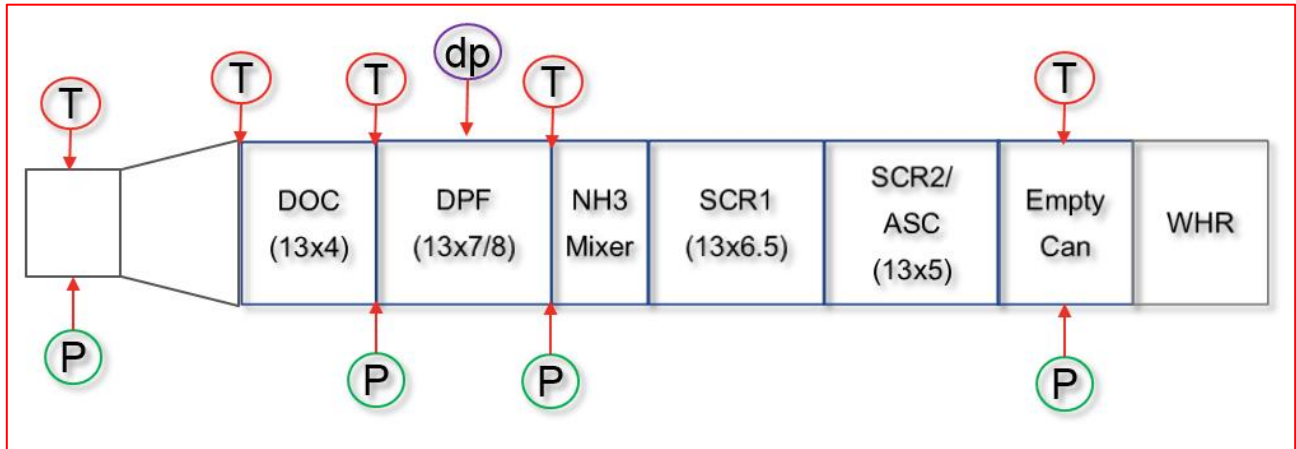 dp
T
T
T
T
T
DOC
(13x4)
DPF
(13x7/8)
NH3
Mixer
SCR1
(13x6.5)
SCR2/
ASC
(13x5)
Empty
Can
WHR
P
P
P
P